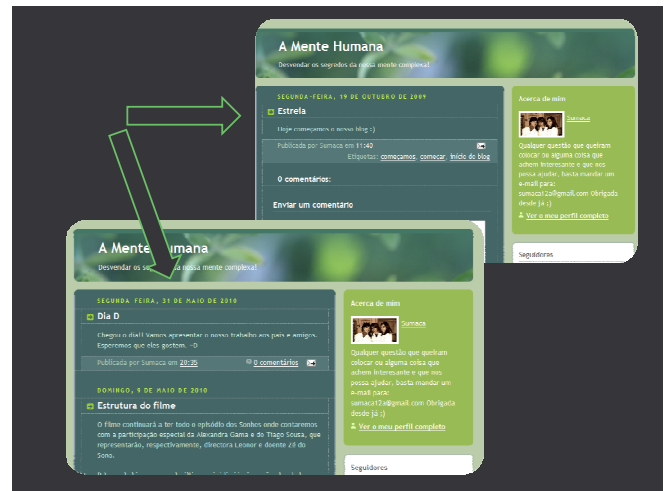 A Mente Humana
Desvendar os segredos da nossa mente complexa!
SEGUNDA-FEIRA, 19 DE OUTUBRO DE 2009
Estrela
Hoje começamos o nosso blog :)
Publicada por Sumaca em 11:40
Etiquetas: começamos, começar, início do blog
0 comentários:
Enviar um comentário
Acerca de mim
Sumaca
Qualquer questão que queiram
colocar ou alguma coisa que
achem interessante e que nos
possa ajudar, basta mandar um
e-mail para:
sumaca12a@gmail.com Obrigada
desde já ;)
Ver o meu perfil completo
Seguidores
A Mente Humana
Desvendar os da nossa mente complexa!
SEGUNDA-FEIRA, 31 DE MAIO DE 2010
Dia D
Chegou o dia!! Vamos apresentar o nosso trabalho aos pais e amigos.
Esperemos que eles gostem. =D
Publicada por Sumaca em 20:35
0 comentários
DOMINGO, 9 DE MAIO DE 2010
Estrutura do filme
O filme continuará a ter todo o episódio dos Sonhos onde contaremos
com a participação especial da Alexandra Gama e do Tiago Sousa, que
representarão, respectivamente, directora Leonor e doente Zé do
Sono.
Acerca de mim
Sumaca
Qualquer questão que queiram
colocar ou alguma coisa que
achem interessante e que nos
possa ajudar, basta mandar um
e-mail para:
sumaca12a@gmail.com Obrigada
desde já ;)
Ver o meu perfil completo
Seguidores